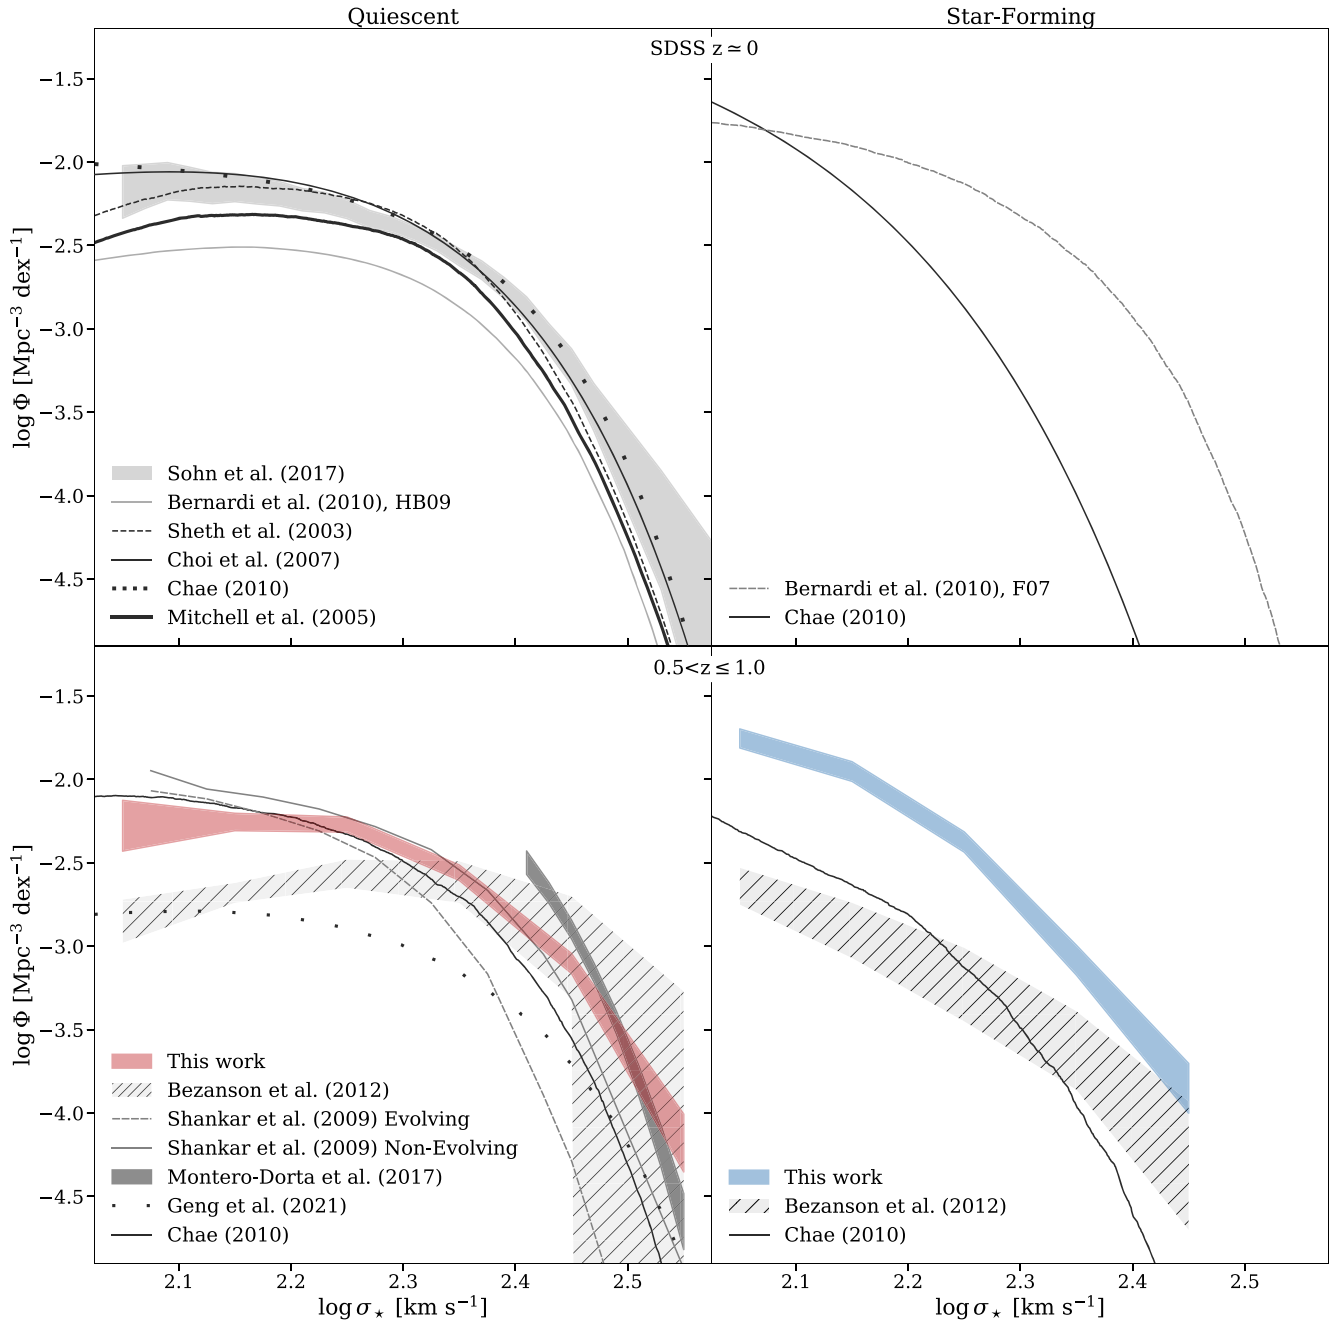 Quiescent
Star-Forming
SDSS z ≃ 0
−1.5
−2.0
−2.5
−3.0
−3.5
−4.0
−4.5
log Φ [Mpc⁻³ dex⁻¹]
Sohn et al. (2017)
Bernardi et al. (2010), HB09
Sheth et al. (2003)
Choi et al. (2007)
Chae (2010)
Mitchell et al. (2005)
Bernardi et al. (2010), F07
Chae (2010)
0.5<z ≤ 1.0
−1.5
−2.0
−2.5
−3.0
−3.5
−4.0
−4.5
log Φ [Mpc⁻³ dex⁻¹]
This work
Bezanson et al. (2012)
Shankar et al. (2009) Evolving
Shankar et al. (2009) Non-Evolving
Montero-Dorta et al. (2017)
Geng et al. (2021)
Chae (2010)
This work
Bezanson et al. (2012)
Chae (2010)
2.1 2.2 2.3 2.4 2.5
2.1 2.2 2.3 2.4 2.5
log σ⋆ [km s⁻¹]
log σ⋆ [km s⁻¹]